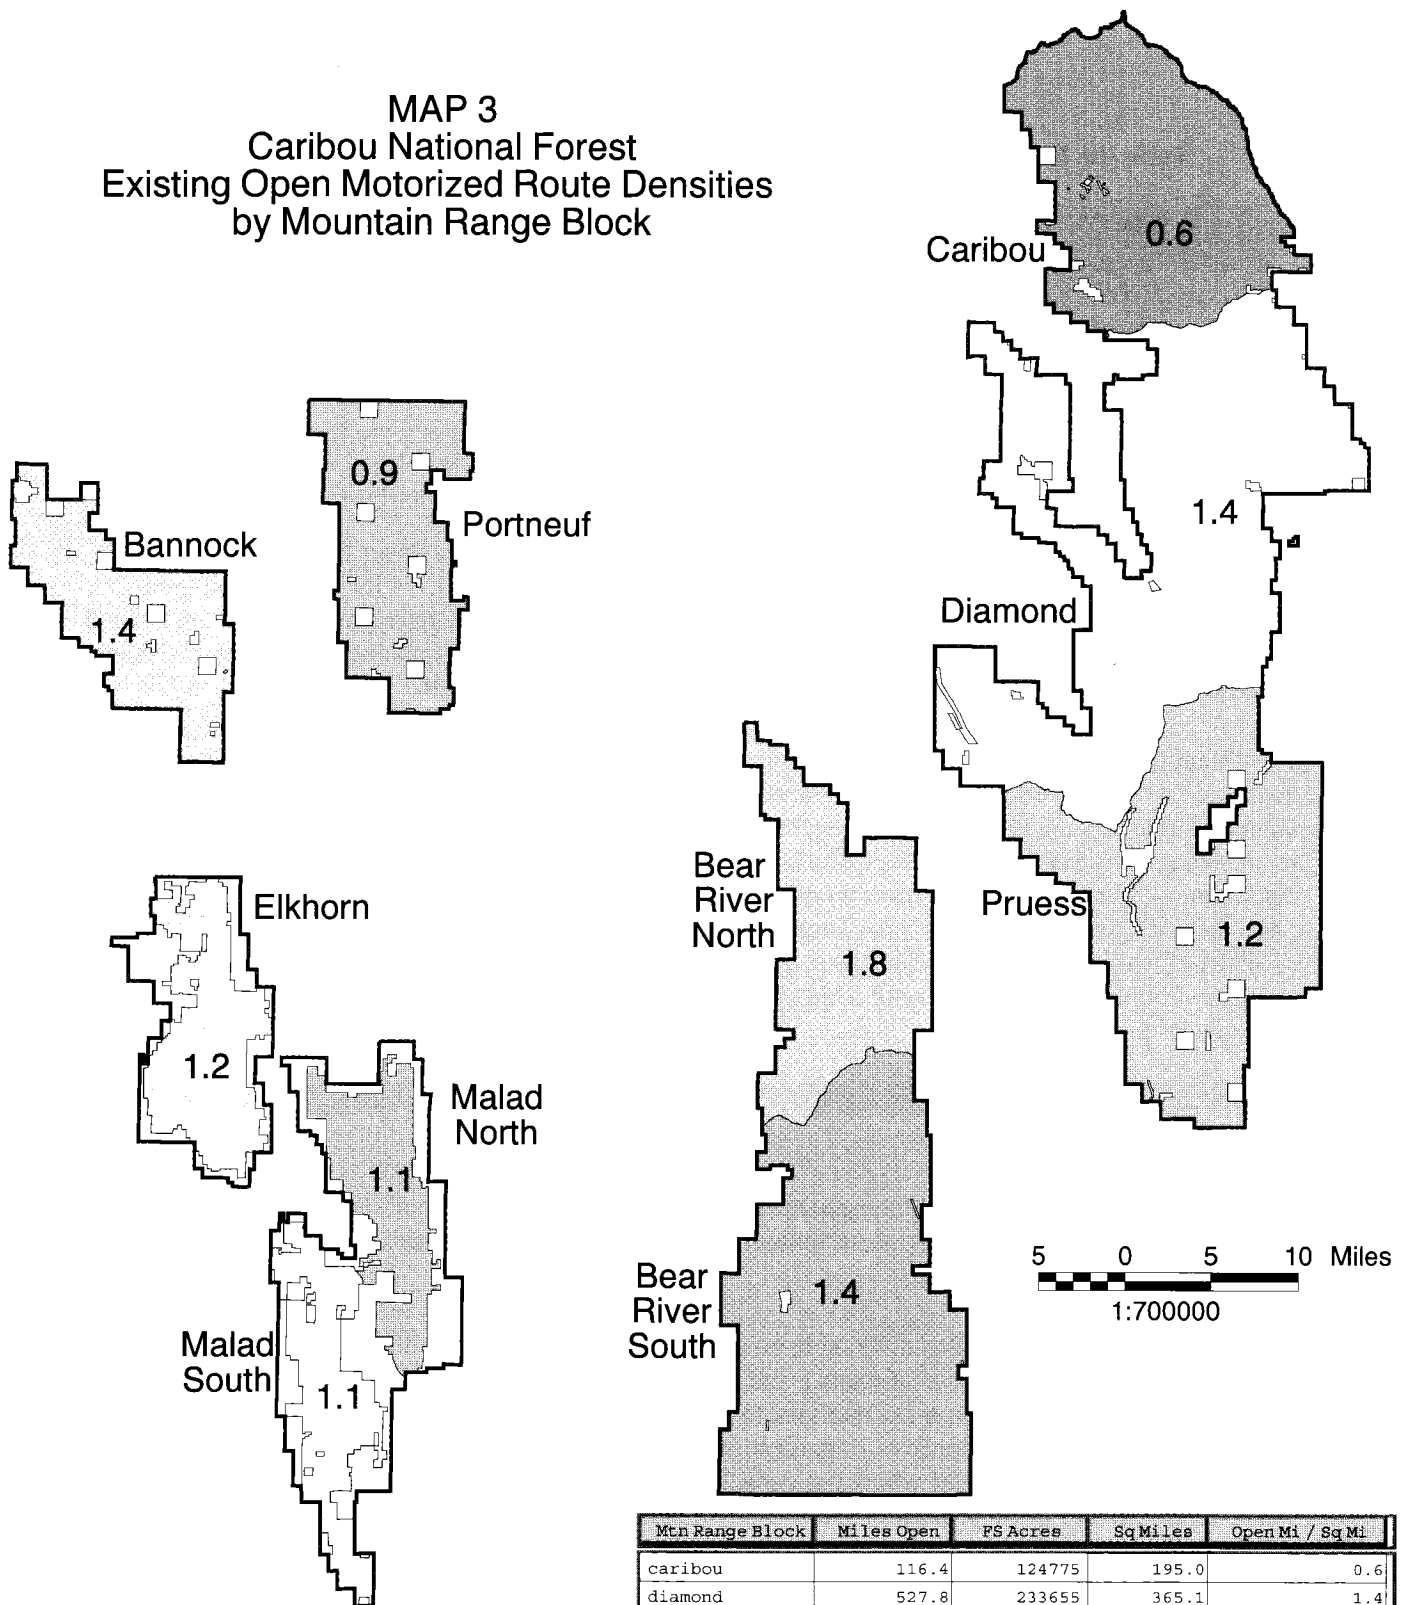 MAP 3
Caribou National Forest
Existing Open Motorized Route Densities
by Mountain Range Block
0.6
Caribou
0.9
1.4
Portneuf
Bannock
Diamond
1.4
Bear
River
North
Pruess
Elkhorn
1.2
1.8
1.2
Malad
North
1.1
5 0 5 10 Miles
1:700000
Bear
River
South
1.4
Malad
South
1.1
Mtn Range Block Miles Open FS Acres Sq Miles Open Mi / Sq Mi
caribou 116.4 124775 195.0 0.6
diamond 527.8 233655 365.1 1.4